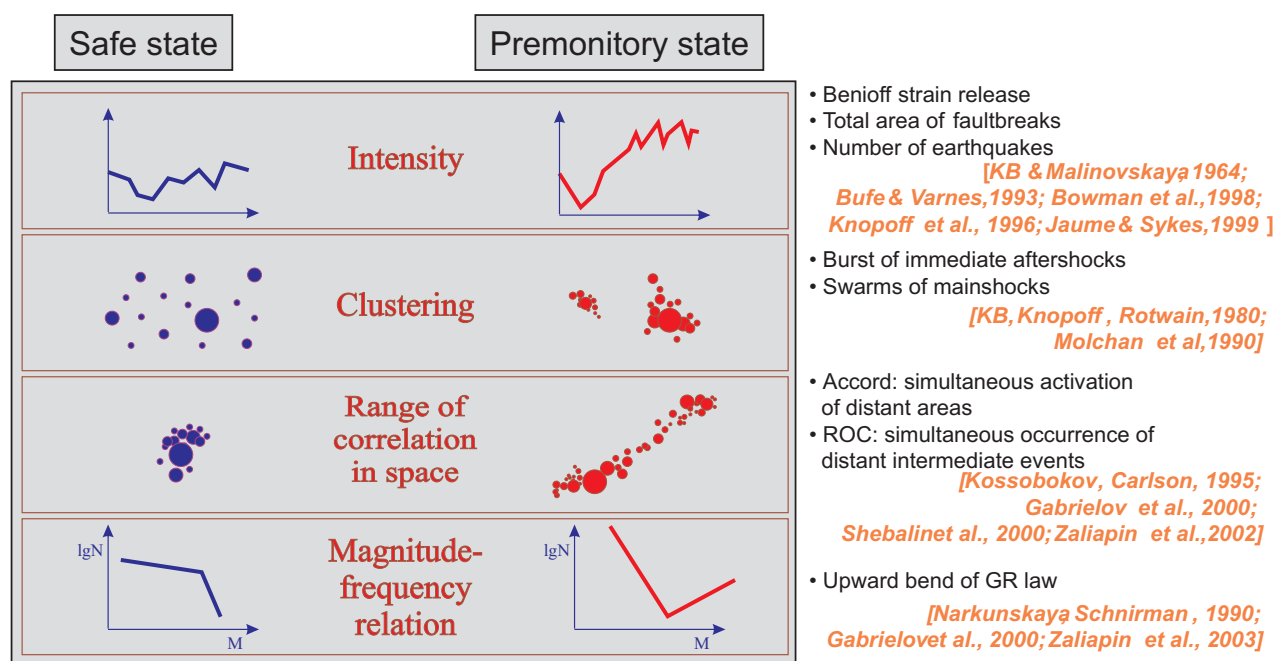 Safe state
Premonitory state
Intensity
• Benioff strain release
• Total area of faultbreaks
• Number of earthquakes
[KB & Malinovskaya, 1964;
Bufe & Varnes, 1993; Bowman et al., 1998;
Knopoff et al., 1996; Jaume & Sykes, 1999 ]
Clustering
• Burst of immediate aftershocks
• Swarms of mainshocks
[KB, Knopoff , Rotwain, 1980;
Molchan et al, 1990]
Range of
correlation
in space
• Accord: simultaneous activation
of distant areas
• ROC: simultaneous occurrence of
distant intermediate events
[Kossobokov, Carlson, 1995;
Gabrielov et al., 2000;
Shebalinet al., 2000; Zaliapin et al., 2002]
lgN
M
Magnitude-
frequency
relation
lgN
M
• Upward bend of GR law
[Narkunskaya, Schnirman , 1990;
Gabrielovet al., 2000; Zaliapin et al., 2003]